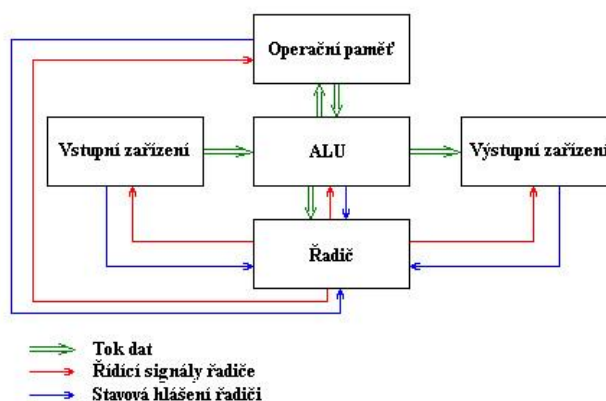 Operační paměť
Vstupní zařízení
ALU
Výstupní zařízení
Řadič
Tok dat
Řídící signály řadiče
Stavová hlášení řadiči